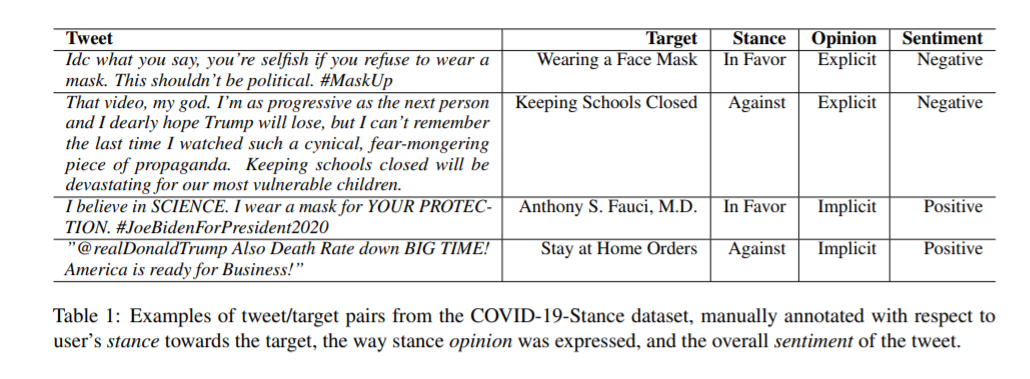 Tweet Target Stance Opinion Sentiment
Idc what you say, you're selfish if you refuse to wear a Wearing a Face Mask In Favor Explicit Negative
mask. This shouldn't be political. #MaskUp
That video, my god. I'm as progressive as the next person Keeping Schools Closed Against Explicit Negative
and I dearly hope Trump will lose, but I can't remember
the last time I watched such a cynical, fear-mongering
piece of propaganda. Keeping schools closed will be
devastating for our most vulnerable children.
I believe in SCIENCE. I wear a mask for YOUR PROTEC- Anthony S. Fauci, M.D. In Favor Implicit Positive
TION. #JoeBidenForPresident2020
"@realDonaldTrump Also Death Rate down BIG TIME! Stay at Home Orders Against Implicit Positive
America is ready for Business!"
Table 1: Examples of tweet/target pairs from the COVID-19-Stance dataset, manually annotated with respect to
user's stance towards the target, the way stance opinion was expressed, and the overall sentiment of the tweet.